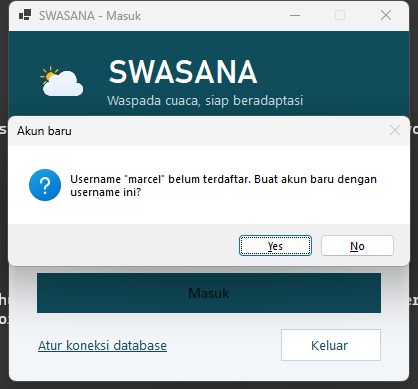 SWASANA - Masuk
SWASANA
Waspada cuaca, siap beradaptasi
Akun baru
Username "marcel" belum terdaftar. Buat akun baru dengan
username ini?
Yes
No
Masuk
Atur koneksi database
Keluar